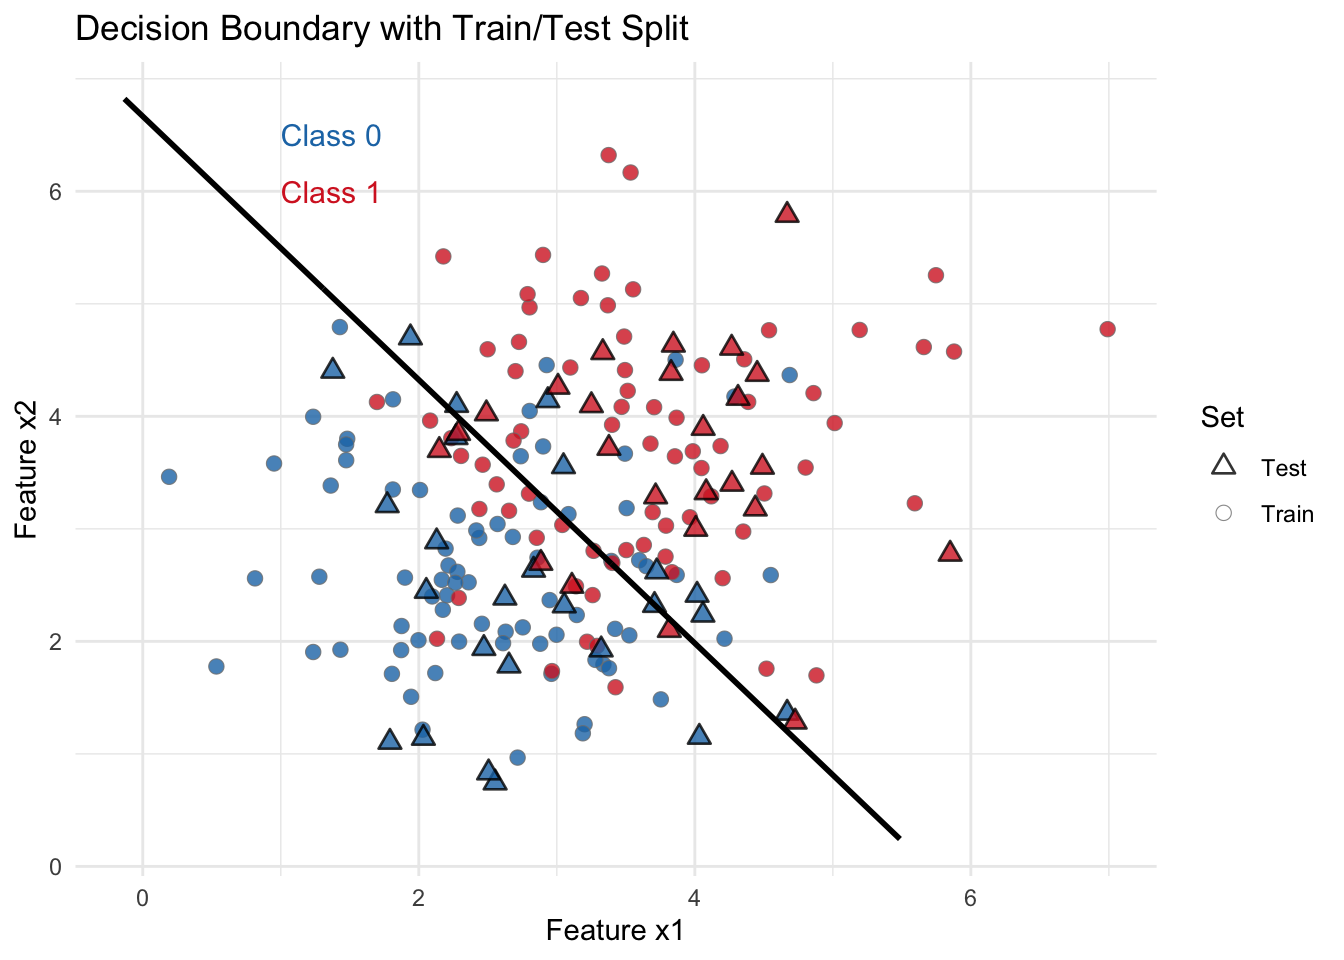 Decision Boundary with Train/Test Split
Class 0
Class 1
6
4
2
0
0 2 4 6
Feature x1
Feature x2
Set
Test
Train